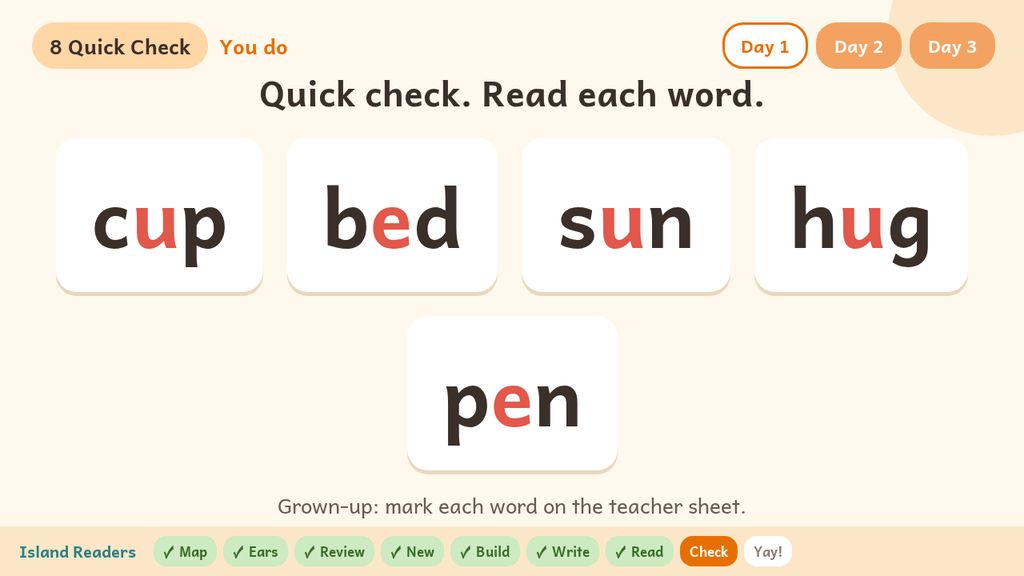 8 Quick Check You do Day 1 Day 2 Day 3
Quick check. Read each word.
cup bed sun hug
pen
Grown-up: mark each word on the teacher sheet.
Island Readers ✓ Map ✓ Ears ✓ Review ✓ New ✓ Build ✓ Write ✓ Read Check Yay!